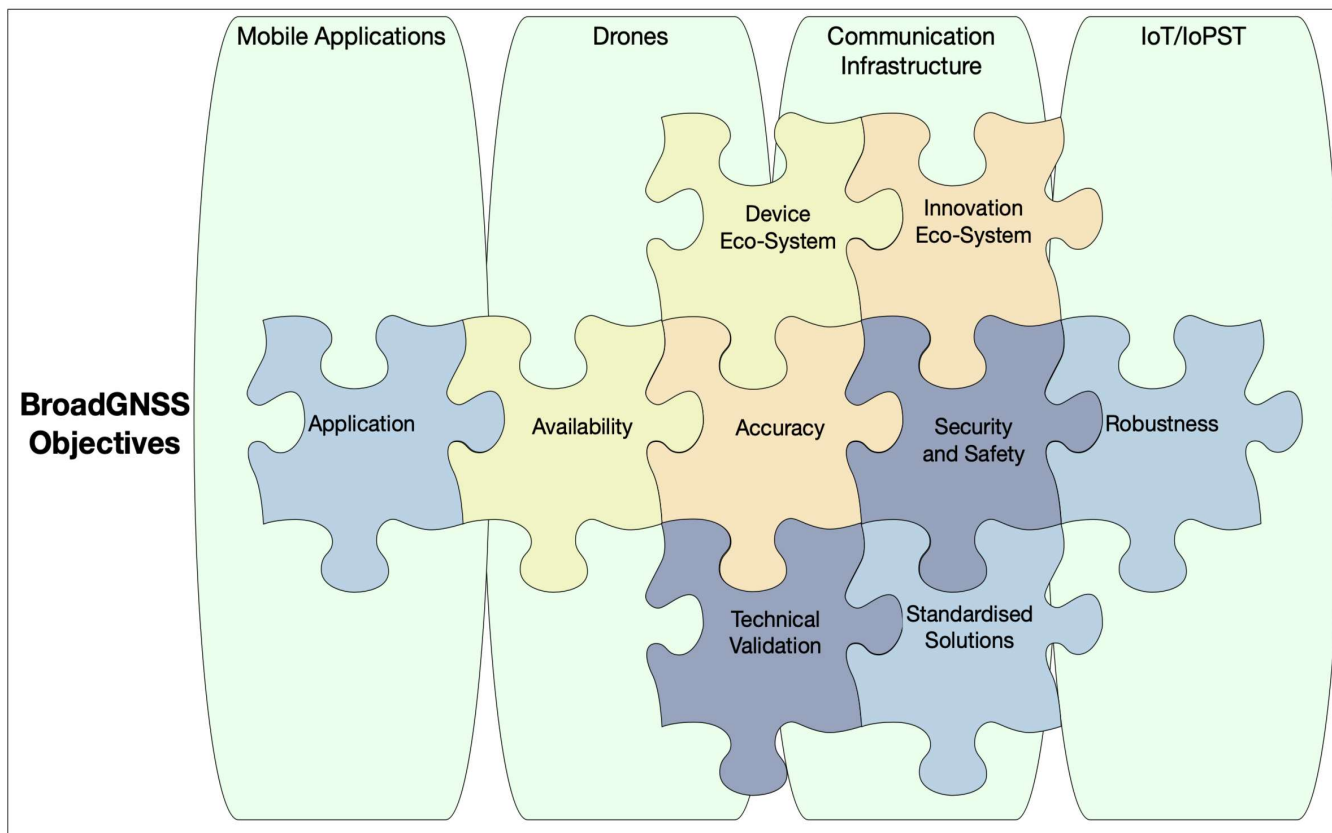 Mobile Applications
Drones
Communication
Infrastructure
IoT/IoPST
Device
Eco-System
Innovation
Eco-System
BroadGNSS
Objectives
Application
Availability
Accuracy
Security
and Safety
Robustness
Technical
Validation
Standardised
Solutions